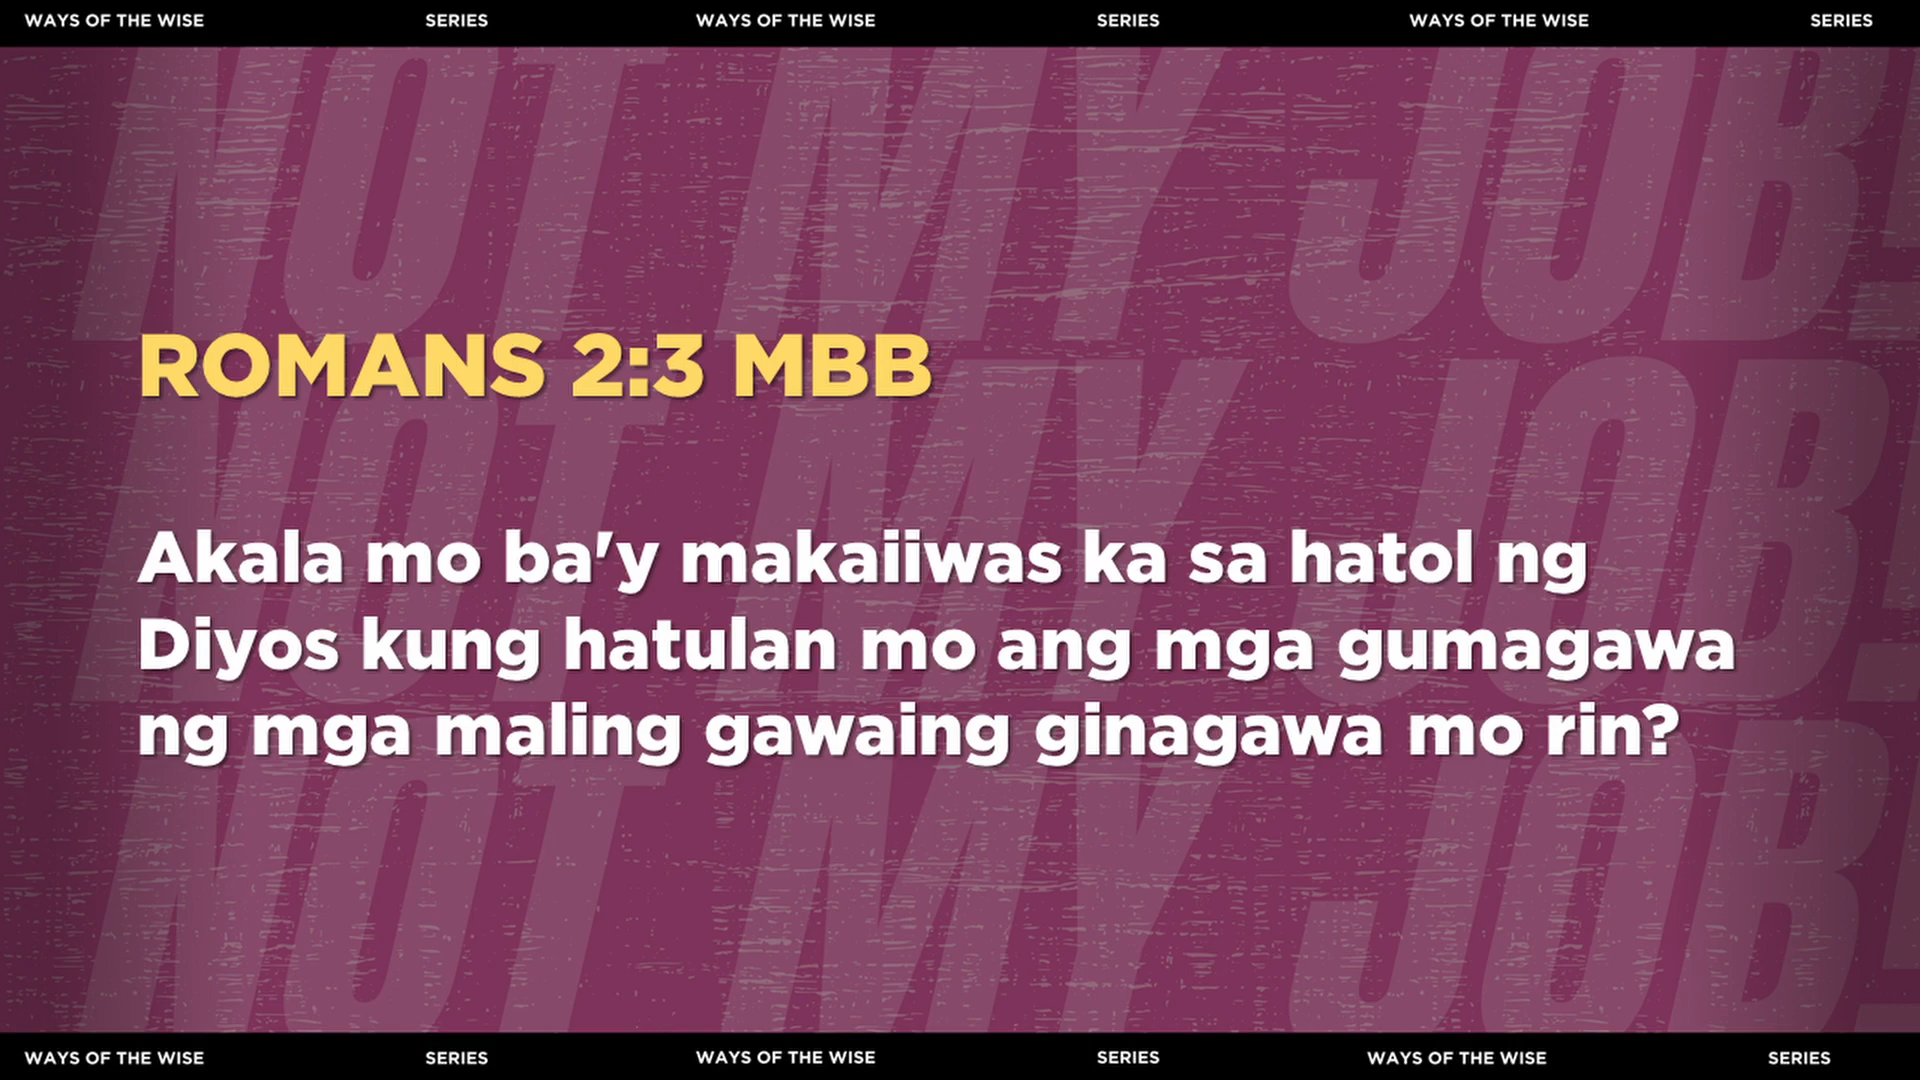 WAYS OF THE WISE SERIES WAYS OF THE WISE SERIES WAYS OF THE WISE SERIES
NOT MY JOB!
ROMANS 2:3 MBB
NOT MY JOB!
Akala mo ba'y makaiiwas ka sa hatol ng
Diyos kung hatulan mo ang mga gumagawa
ng mga maling gawaing ginagawa mo rin?
NOT MY JOB!
WAYS OF THE WISE SERIES WAYS OF THE WISE SERIES WAYS OF THE WISE SERIES